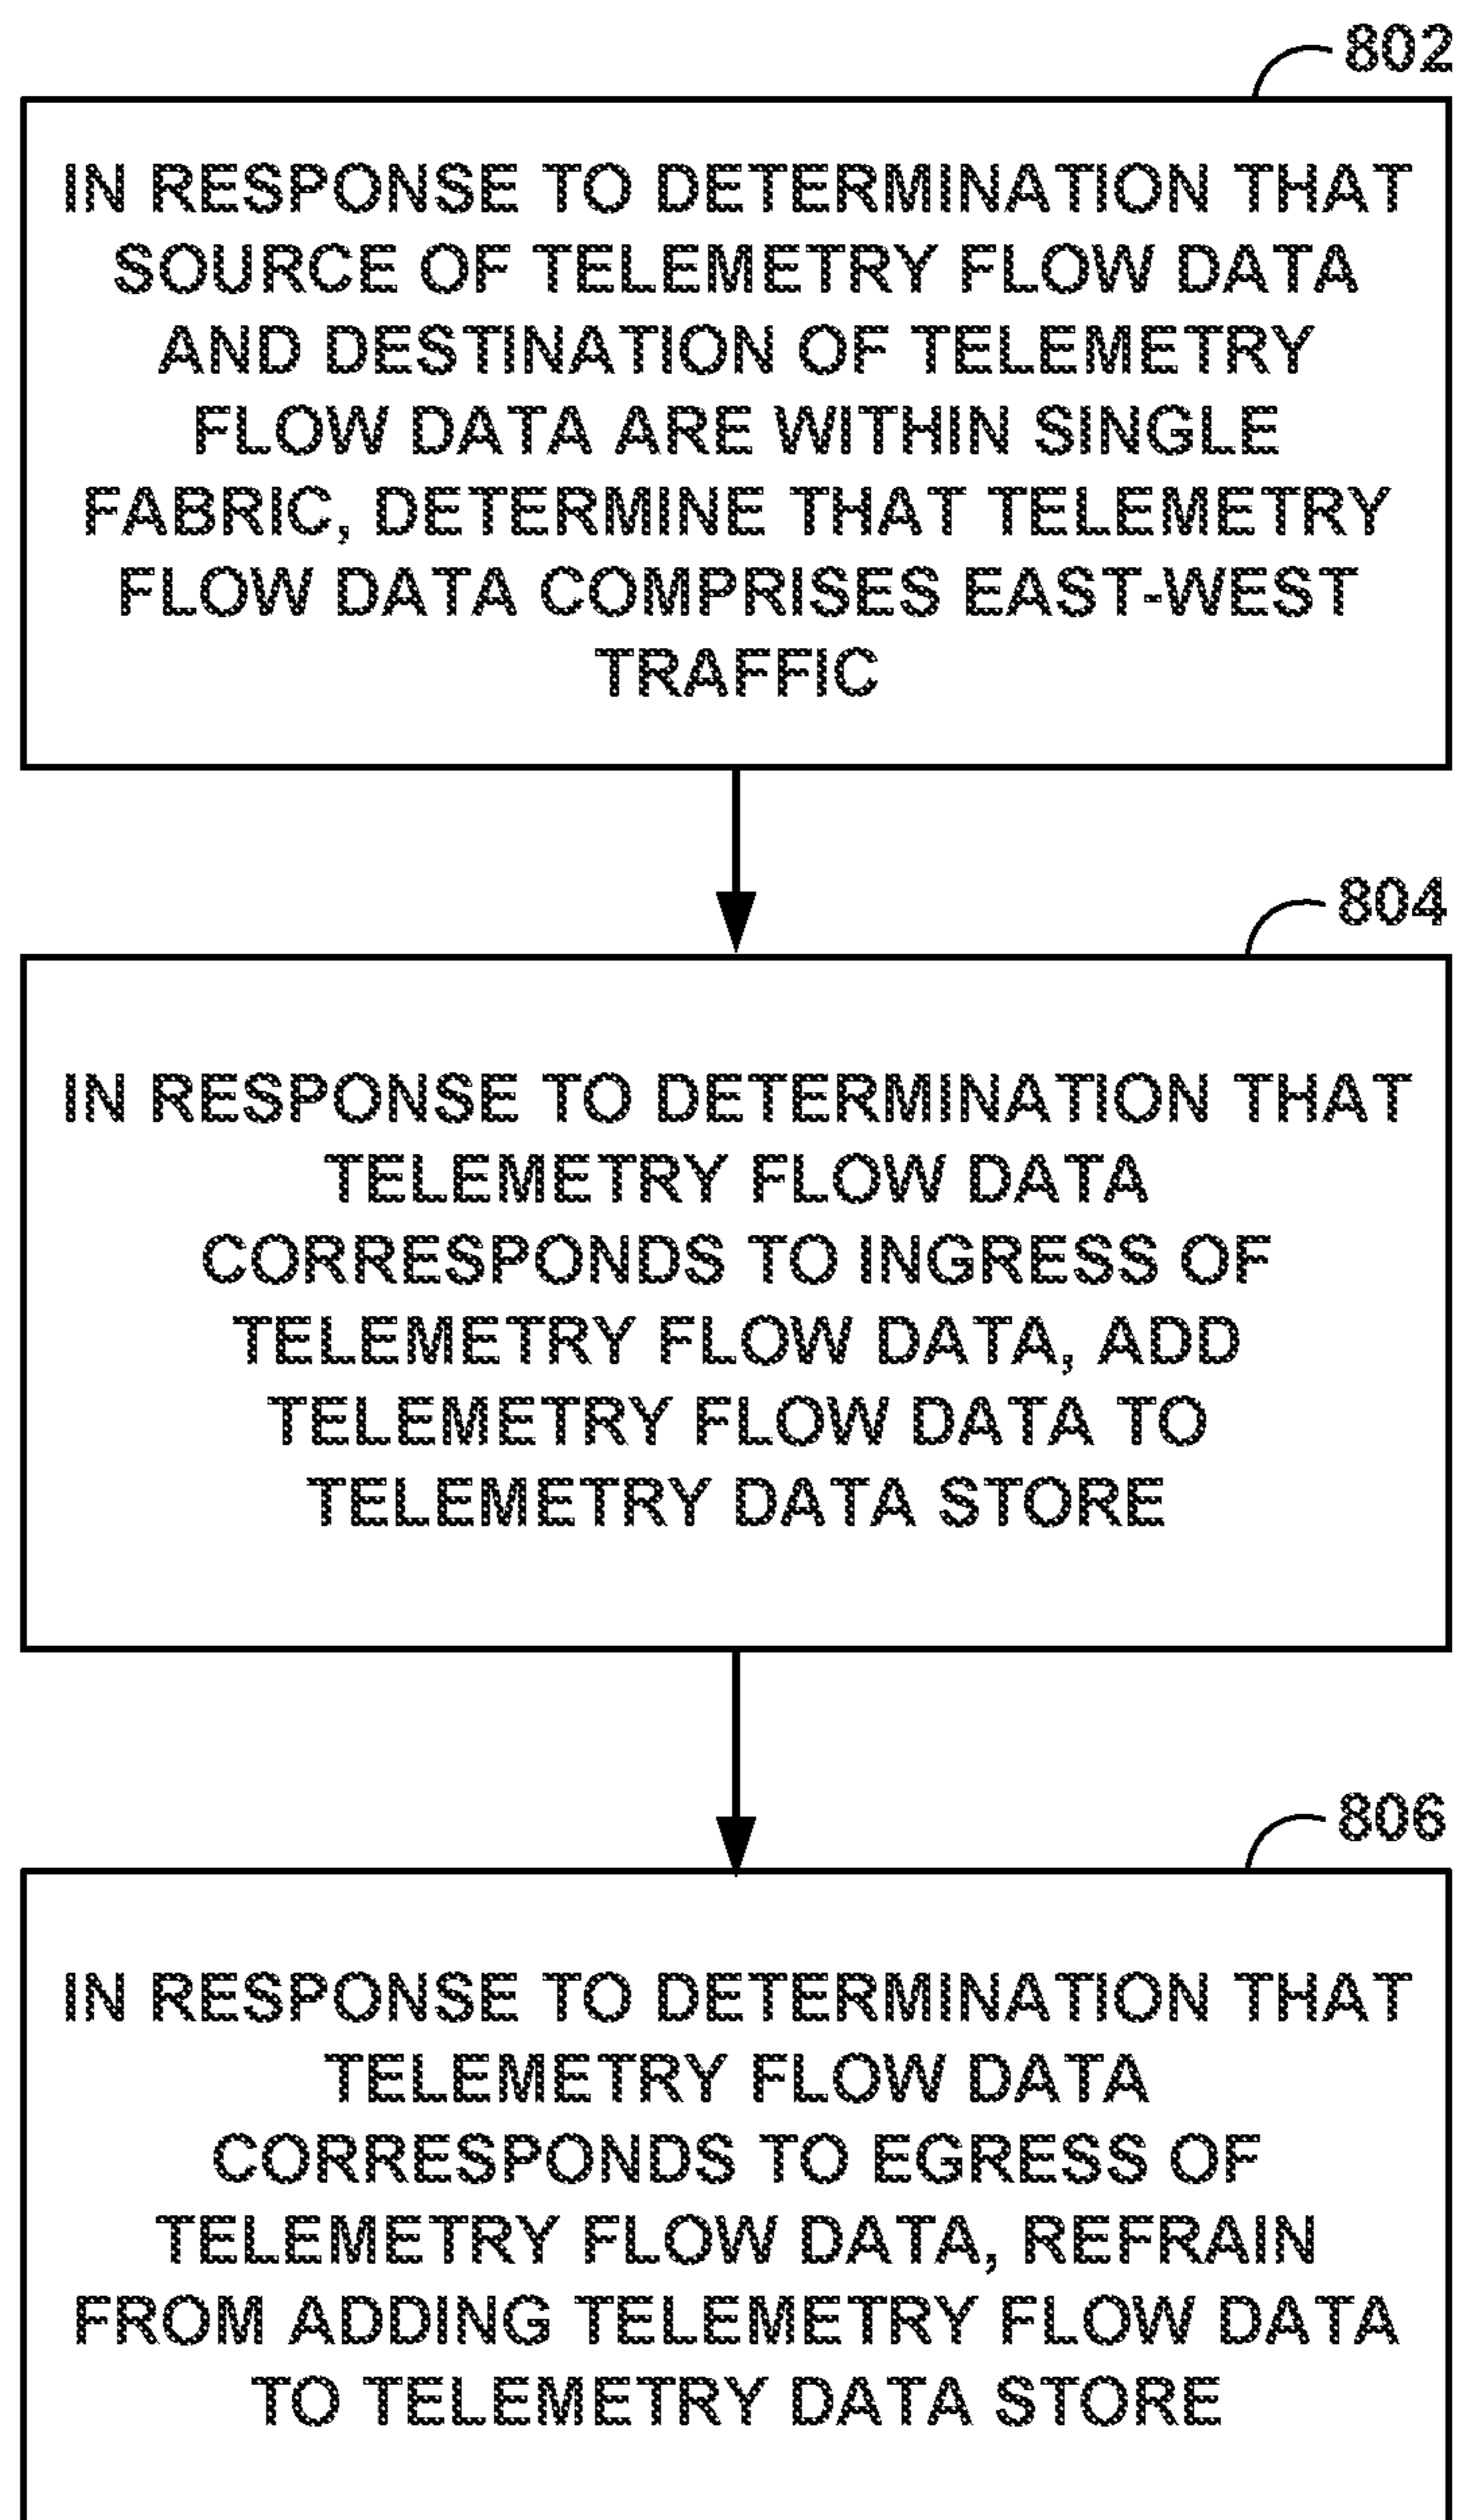 802
IN RESPONSE TO DETERMINATION THAT
SOURCE OF TELEMETRY FLOW DATA
AND DESTINATION OF TELEMETRY
FLOW DATA ARE WITHIN SINGLE
FABRIC, DETERMINE THAT TELEMETRY
FLOW DATA COMPRISES EAST-WEST
TRAFFIC
804
IN RESPONSE TO DETERMINATION THAT
TELEMETRY FLOW DATA
CORRESPONDS TO INGRESS OF
TELEMETRY FLOW DATA, ADD
TELEMETRY FLOW DATA TO
TELEMETRY DATA STORE
806
IN RESPONSE TO DETERMINATION THAT
TELEMETRY FLOW DATA
CORRESPONDS TO EGRESS OF
TELEMETRY FLOW DATA, REFRAIN
FROM ADDING TELEMETRY FLOW DATA
TO TELEMETRY DATA STORE